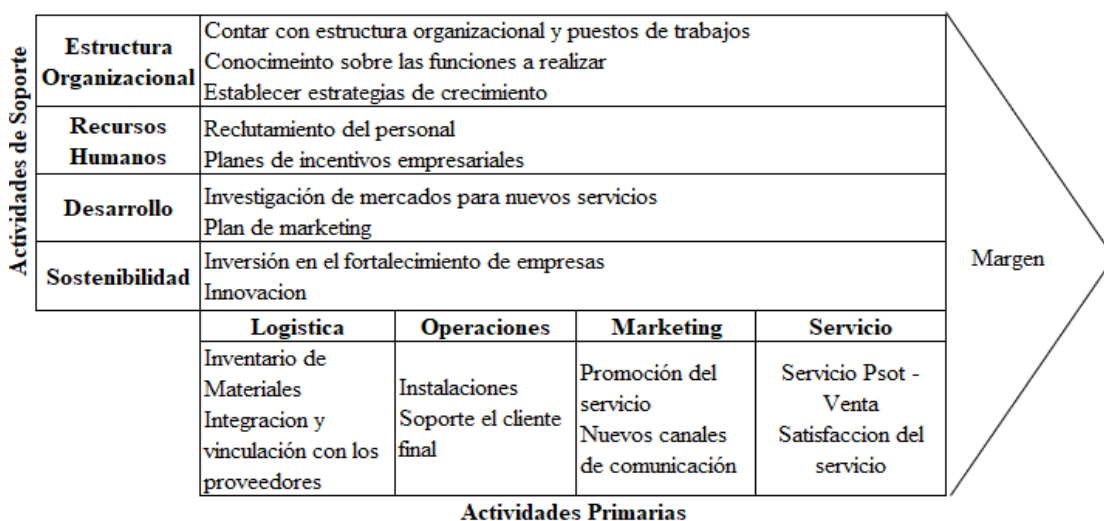 Actividades de Soporte
Estructura
Organizacional
Contar con estructura organizacional y puestos de trabajos
Conocimeinto sobre las funciones a realizar
Establecer estrategias de crecimiento
Recursos
Humanos
Reclutamiento del personal
Planes de incentivos empresariales
Desarrollo
Investigación de mercados para nuevos servicios
Plan de marketing
Sostenibilidad
Inversión en el fortalecimiento de empresas
Innovacion
Margen
Logistica
Operaciones
Marketing
Servicio
Inventario de
Materiales
Integracion y
vinculación con los
proveedores
Instalaciones
Soporte el cliente
final
Promoción del
servicio
Nuevos canales
de comunicación
Servicio Psot -
Venta
Satisfaccion del
servicio
Actividades Primarias